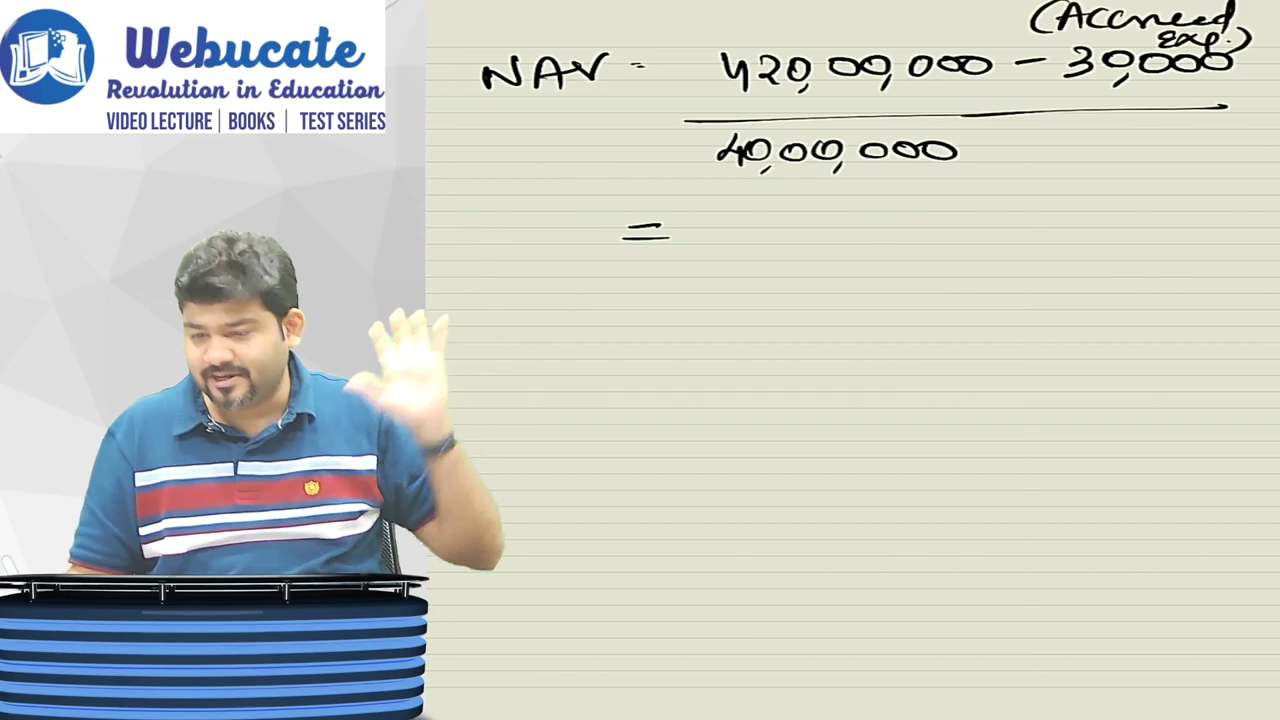 Webucate
Revolution in Education
VIDEO LECTURE | BOOKS | TEST SERIES
(Accrued
Exp.)
NAV = 420,00,000 - 30,000
40,00,000
=